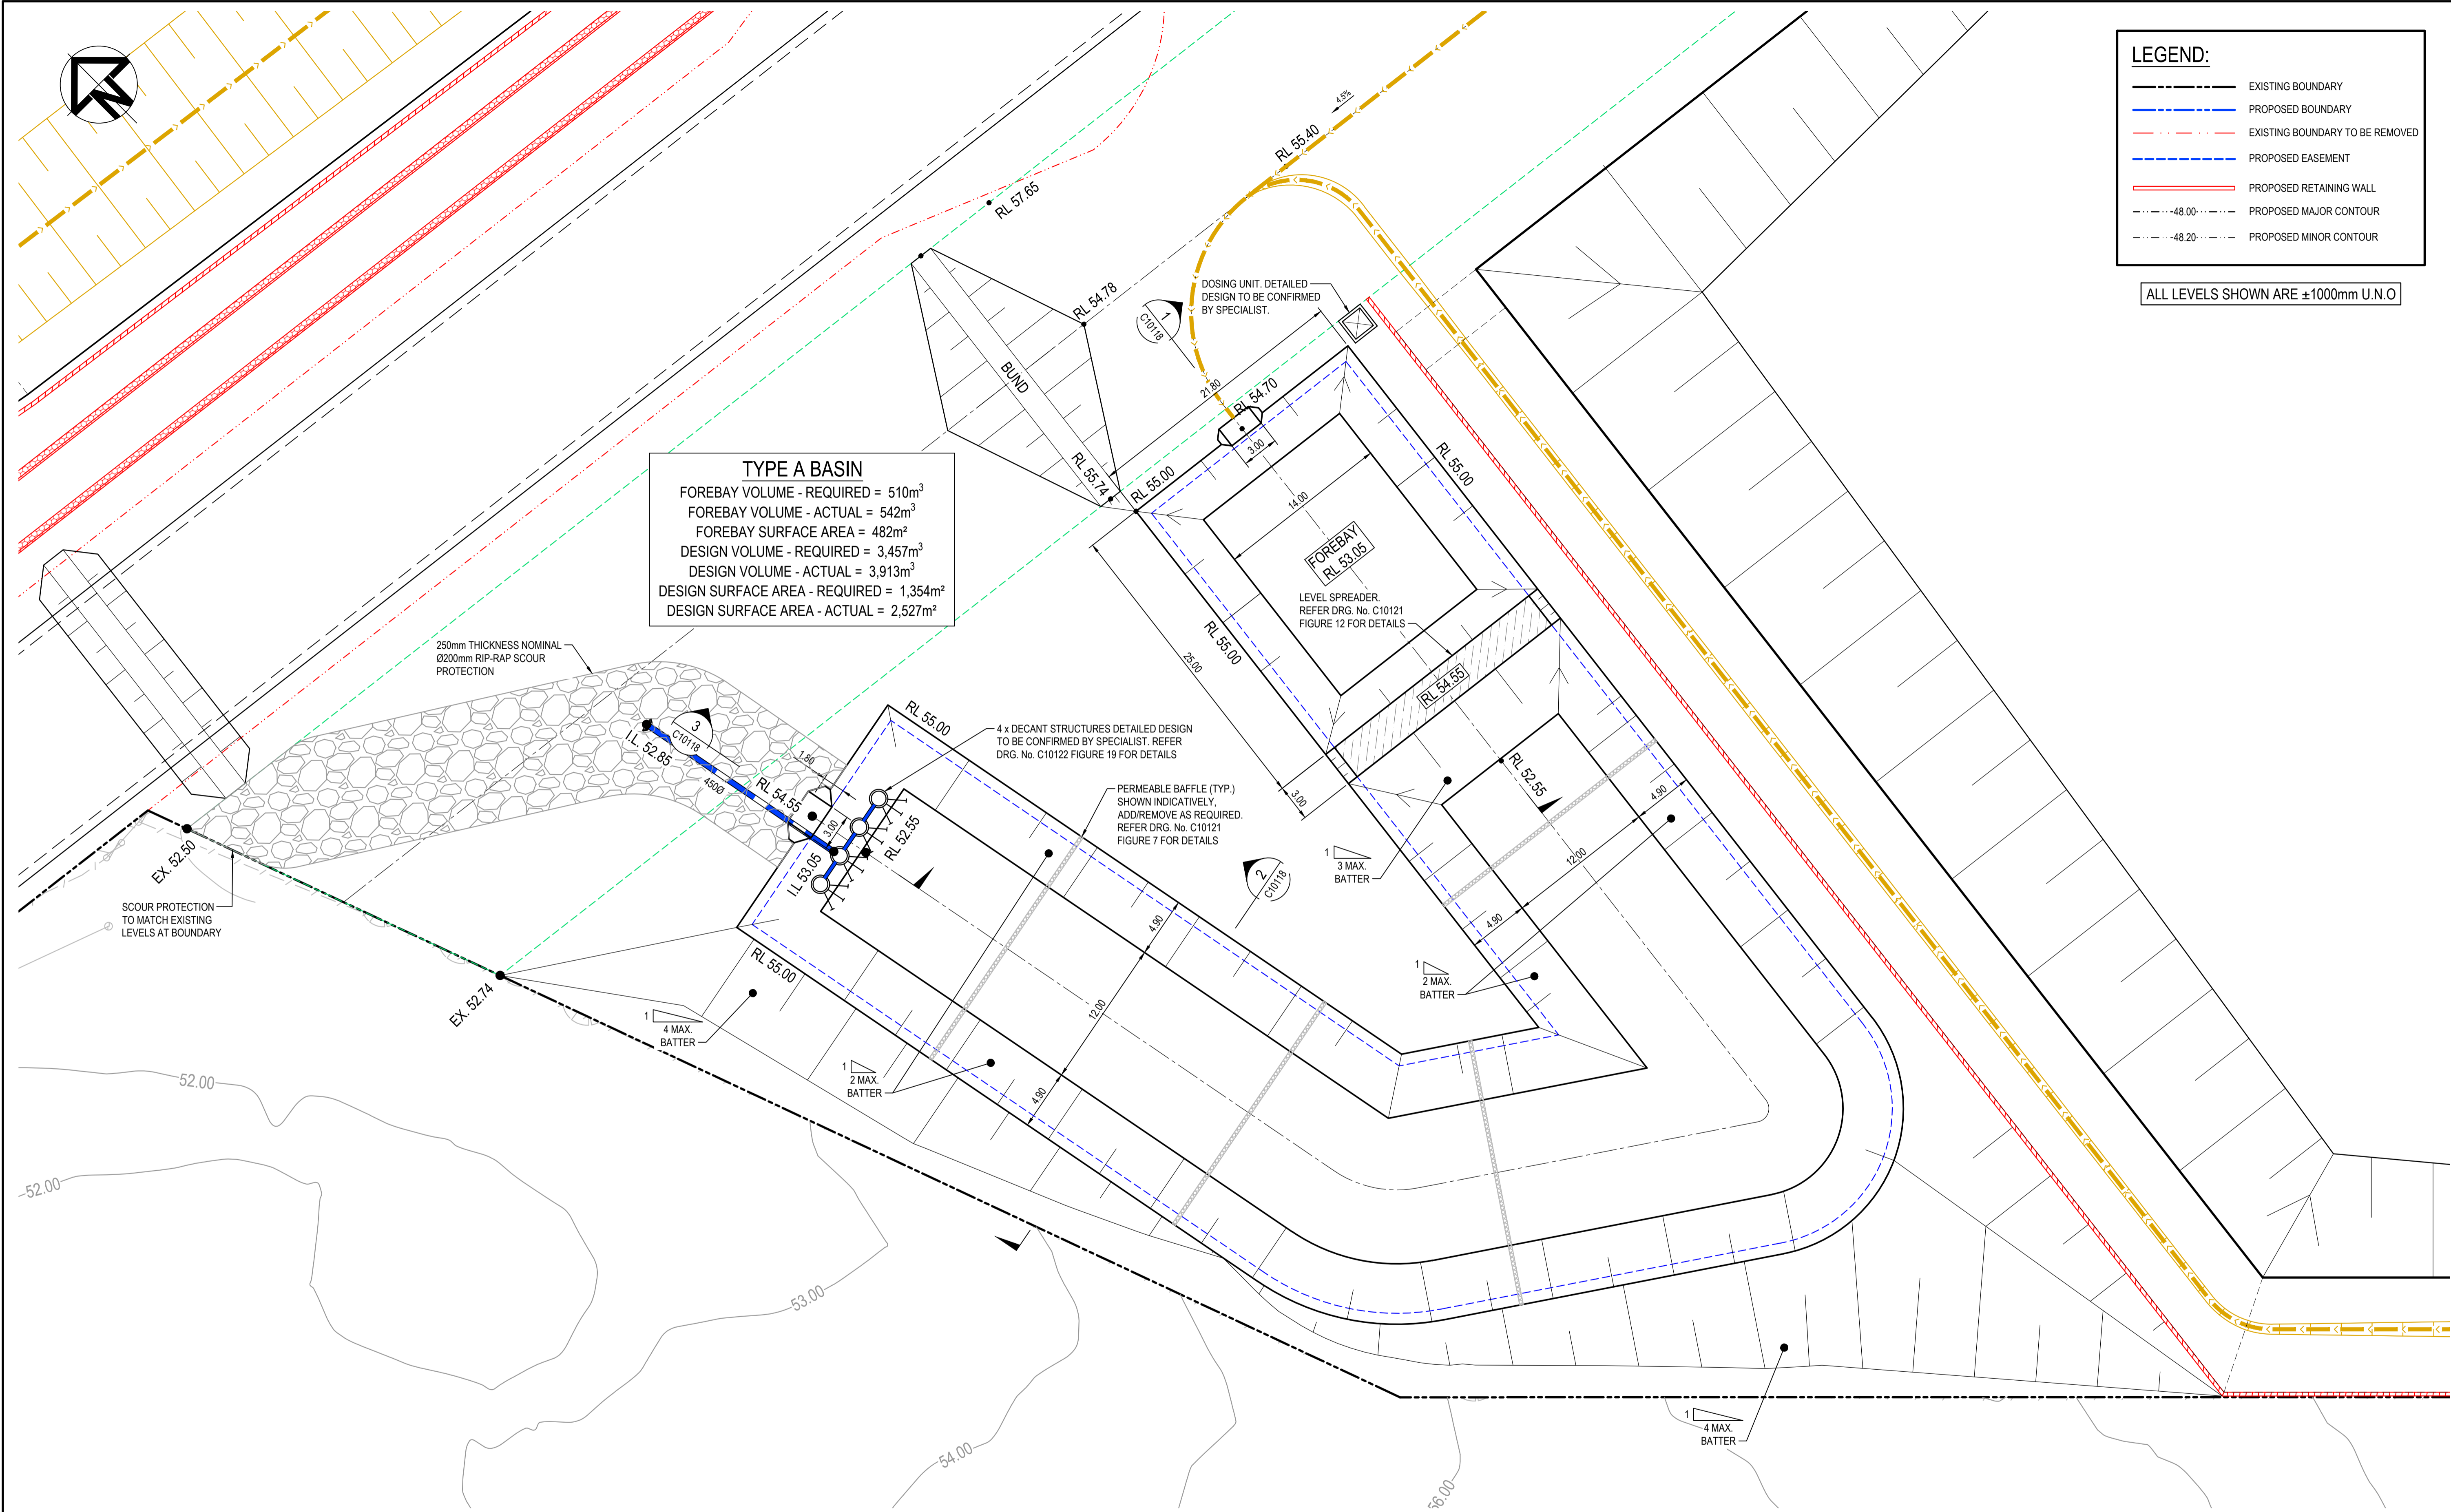 LEGEND:
EXISTING BOUNDARY
PROPOSED BOUNDARY
EXISTING BOUNDARY TO BE REMOVED
PROPOSED EASEMENT
PROPOSED RETAINING WALL
48.00 PROPOSED MAJOR CONTOUR
48.20 PROPOSED MINOR CONTOUR
ALL LEVELS SHOWN ARE ±1000mm U.N.O
N
4.5%
RL 55.40
RL 57.65
RL 54.78
1
C10118
DOSING UNIT. DETAILED
DESIGN TO BE CONFIRMED
BY SPECIALIST.
BUND
21.80
RL 54.70
3.00
RL 55.74
RL 55.00
RL 55.00
14.00
FOREBAY
RL 53.05
TYPE A BASIN
FOREBAY VOLUME - REQUIRED = 510m³
FOREBAY VOLUME - ACTUAL = 542m³
FOREBAY SURFACE AREA = 482m²
DESIGN VOLUME - REQUIRED = 3,457m³
DESIGN VOLUME - ACTUAL = 3,913m³
DESIGN SURFACE AREA - REQUIRED = 1,354m²
DESIGN SURFACE AREA - ACTUAL = 2,527m²
LEVEL SPREADER.
REFER DRG. No. C10121
FIGURE 12 FOR DETAILS
RL 55.00
25.00
RL 54.55
3.00
250mm THICKNESS NOMINAL
Ø200mm RIP-RAP SCOUR
PROTECTION
3
C10118
I.L. 52.85
450Ø
1.80
RL 54.55
3.00
RL 55.00
4 x DECANT STRUCTURES DETAILED DESIGN
TO BE CONFIRMED BY SPECIALIST. REFER
DRG. No. C10122 FIGURE 19 FOR DETAILS
RL 52.55
I.L 53.05
PERMEABLE BAFFLE (TYP.)
SHOWN INDICATIVELY,
ADD/REMOVE AS REQUIRED.
REFER DRG. No. C10121
FIGURE 7 FOR DETAILS
RL 52.55
4.90
12.00
4.90
1
3 MAX.
BATTER
2
C10118
EX. 52.50
SCOUR PROTECTION
TO MATCH EXISTING
LEVELS AT BOUNDARY
EX. 52.74
RL 55.00
4.90
12.00
4.90
1
2 MAX.
BATTER
1
4 MAX.
BATTER
1
2 MAX.
BATTER
52.00
52.00
53.00
54.00
56.00
1
4 MAX.
BATTER